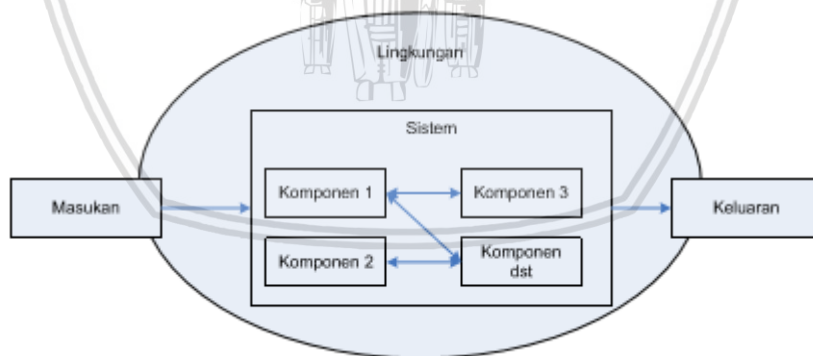 Lingkungan
Sistem
Masukan
Komponen 1
Komponen 3
Keluaran
Komponen 2
Komponen
dst